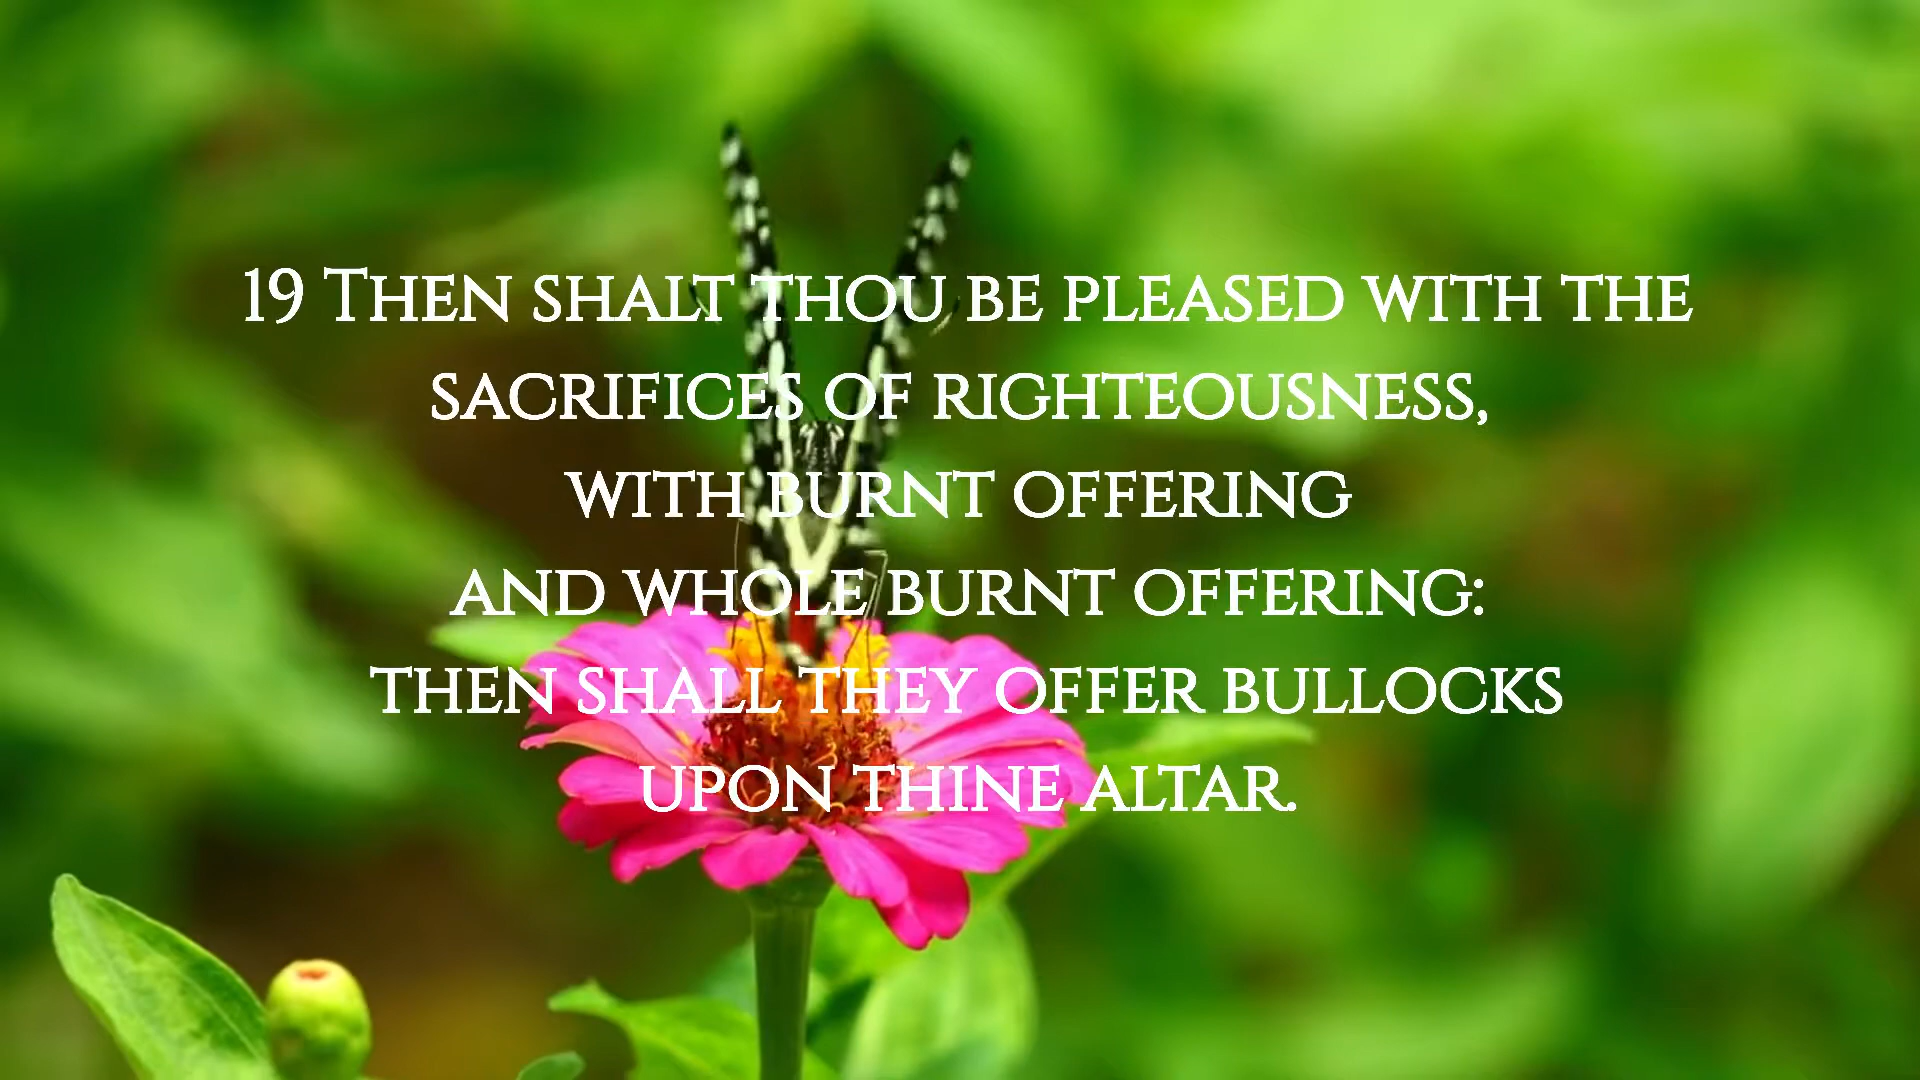 19 Then shalt thou be pleased with the
sacrifices of righteousness,
with burnt offering
and whole burnt offering:
then shall they offer bullocks
upon thine altar.